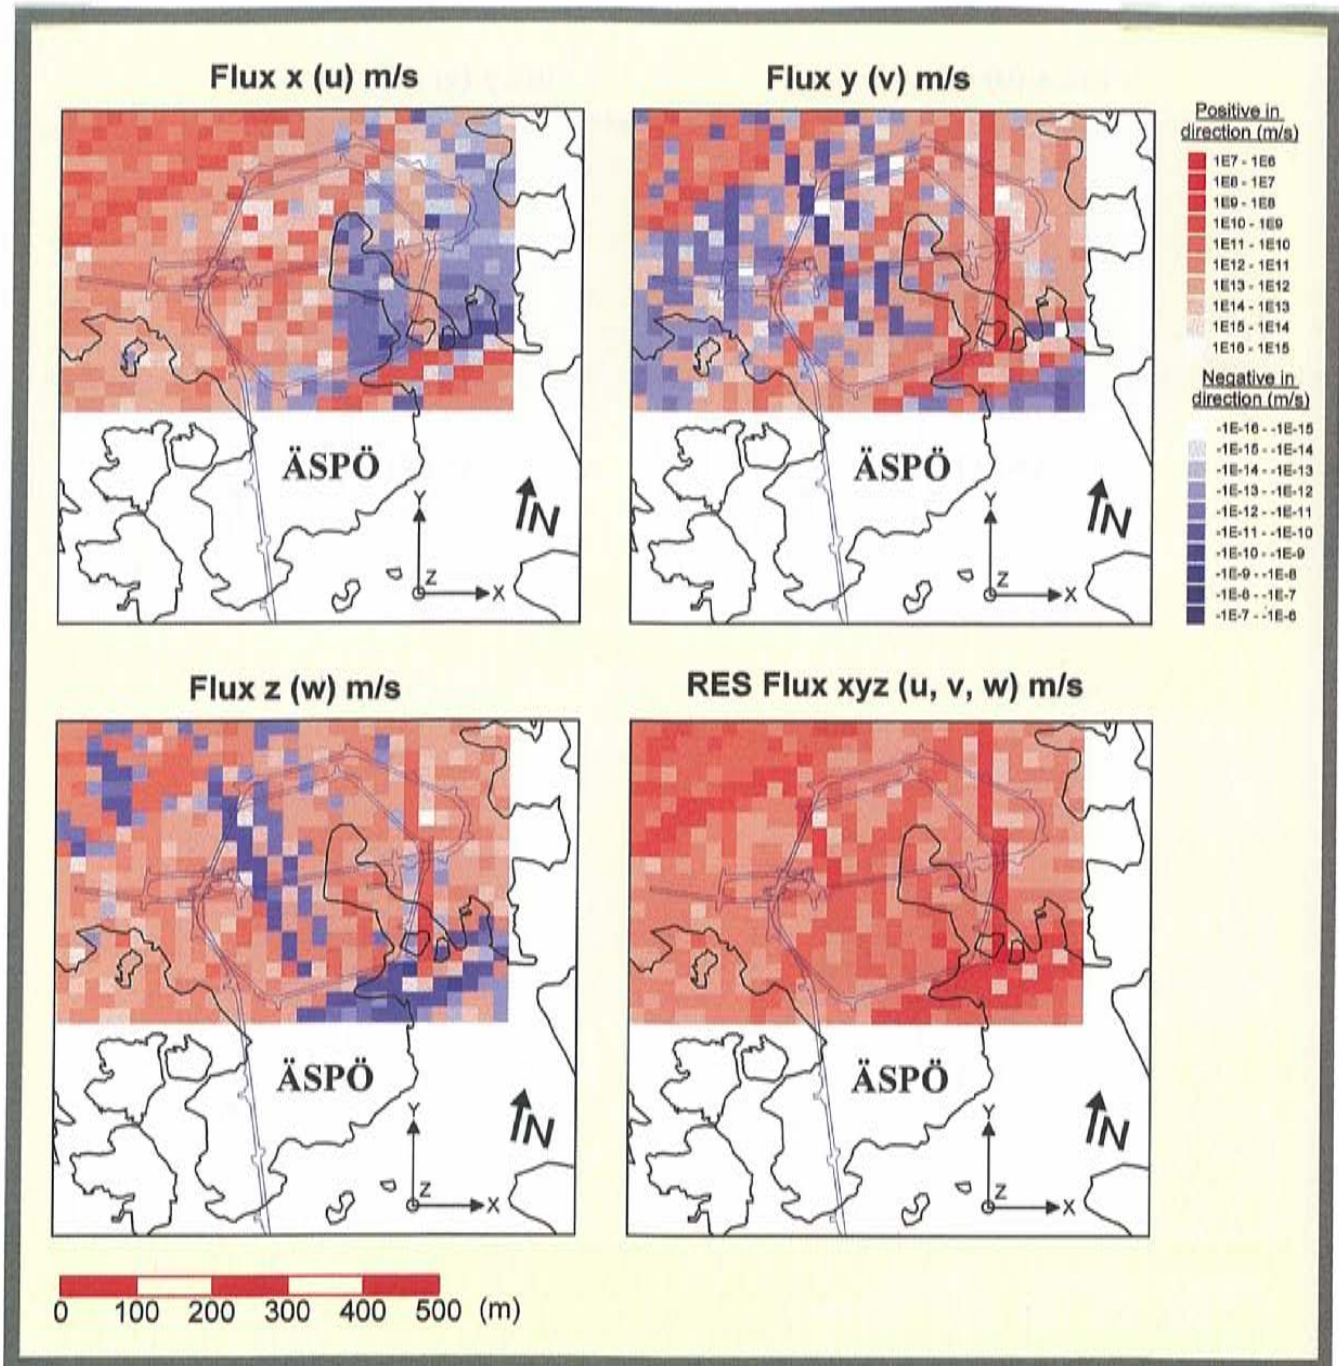 Flux x (u) m/s
Flux y (v) m/s
Positive in
direction (m/s)
1E7 - 1E6
1E8 - 1E7
1E9 - 1E8
1E10 - 1E9
1E11 - 1E10
1E12 - 1E11
1E13 - 1E12
1E14 - 1E13
1E15 - 1E14
1E16 - 1E15
Negative in
direction (m/s)
-1E-16 - -1E-15
-1E-15 - -1E-14
-1E-14 - -1E-13
-1E-13 - -1E-12
-1E-12 - -1E-11
-1E-11 - -1E-10
-1E-10 - -1E-9
-1E-9 - -1E-8
-1E-8 - -1E-7
-1E-7 - -1E-6
ÄSPÖ
Y
Z
X
N
ÄSPÖ
Y
Z
X
N
Flux z (w) m/s
RES Flux xyz (u, v, w) m/s
ÄSPÖ
Y
Z
X
N
ÄSPÖ
Y
Z
X
N
0 100 200 300 400 500 (m)